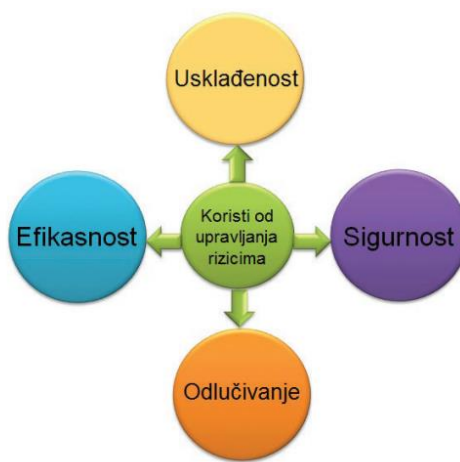 Usklađenost
Efikasnost
Koristi od
upravljanja
rizicima
Sigurnost
Odlučivanje